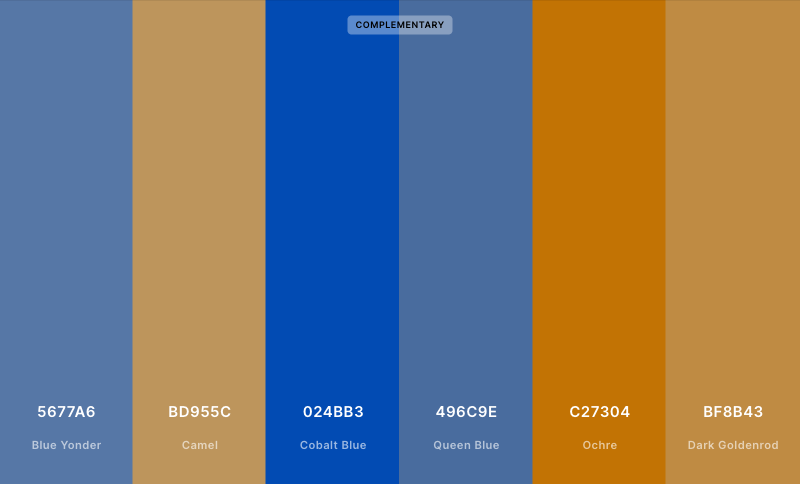 COMPLEMENTARY
5677A6
Blue Yonder
BD955C
Camel
024BB3
Cobalt Blue
496C9E
Queen Blue
C27304
Ochre
BF8B43
Dark Goldenrod